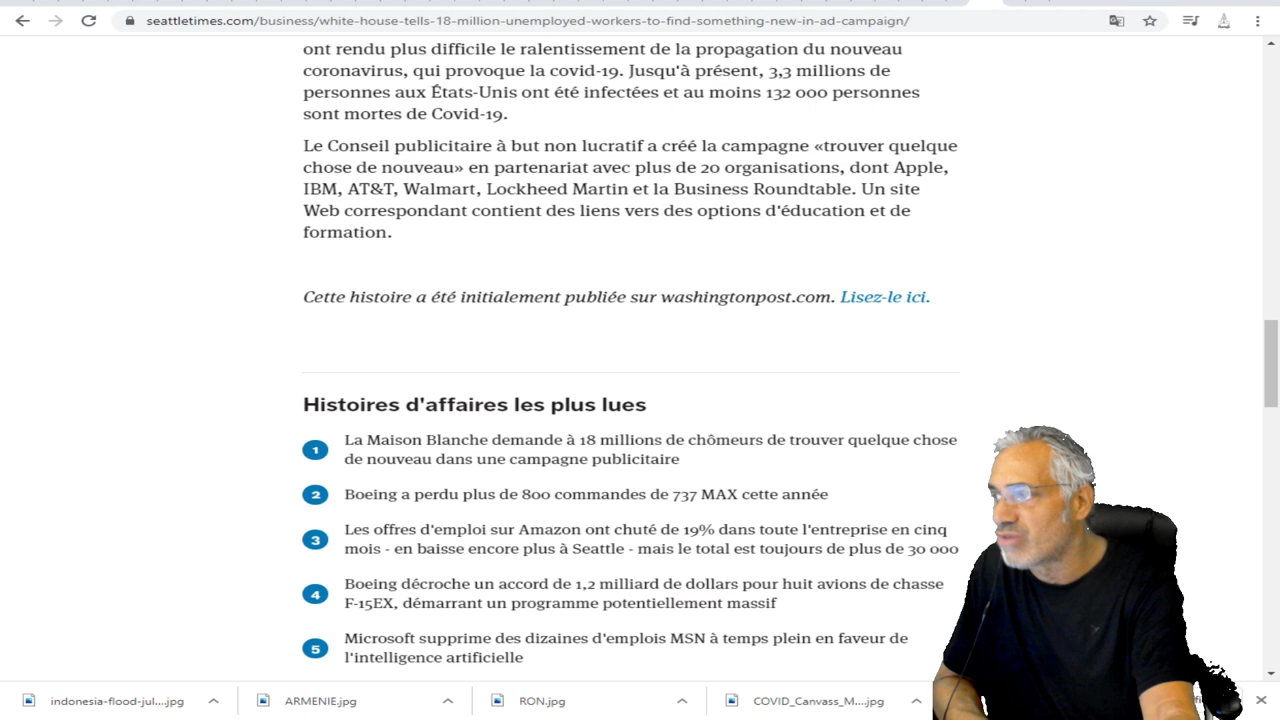 seattletimes.com/business/white-house-tells-18-million-unemployed-workers-to-find-something-new-in-ad-campaign/
ont rendu plus difficile le ralentissement de la propagation du nouveau
coronavirus, qui provoque la covid-19. Jusqu'à présent, 3,3 millions de
personnes aux États-Unis ont été infectées et au moins 132 000 personnes
sont mortes de Covid-19.
Le Conseil publicitaire à but non lucratif a créé la campagne «trouver quelque
chose de nouveau» en partenariat avec plus de 20 organisations, dont Apple,
IBM, AT&T, Walmart, Lockheed Martin et la Business Roundtable. Un site
Web correspondant contient des liens vers des options d'éducation et de
formation.
Cette histoire a été initialement publiée sur washingtonpost.com. Lisez-le ici.
Histoires d'affaires les plus lues
1 La Maison Blanche demande à 18 millions de chômeurs de trouver quelque chose
de nouveau dans une campagne publicitaire
2 Boeing a perdu plus de 800 commandes de 737 MAX cette année
3 Les offres d'emploi sur Amazon ont chuté de 19% dans toute l'entreprise en cinq
mois - en baisse encore plus à Seattle - mais le total est toujours de plus de 30 000
4 Boeing décroche un accord de 1,2 milliard de dollars pour huit avions de chasse
F-15EX, démarrant un programme potentiellement massif
5 Microsoft supprime des dizaines d'emplois MSN à temps plein en faveur de
l'intelligence artificielle
indonesia-flood-jul....jpg ARMENIE.jpg RON.jpg COVID_Canvass_M....jpg